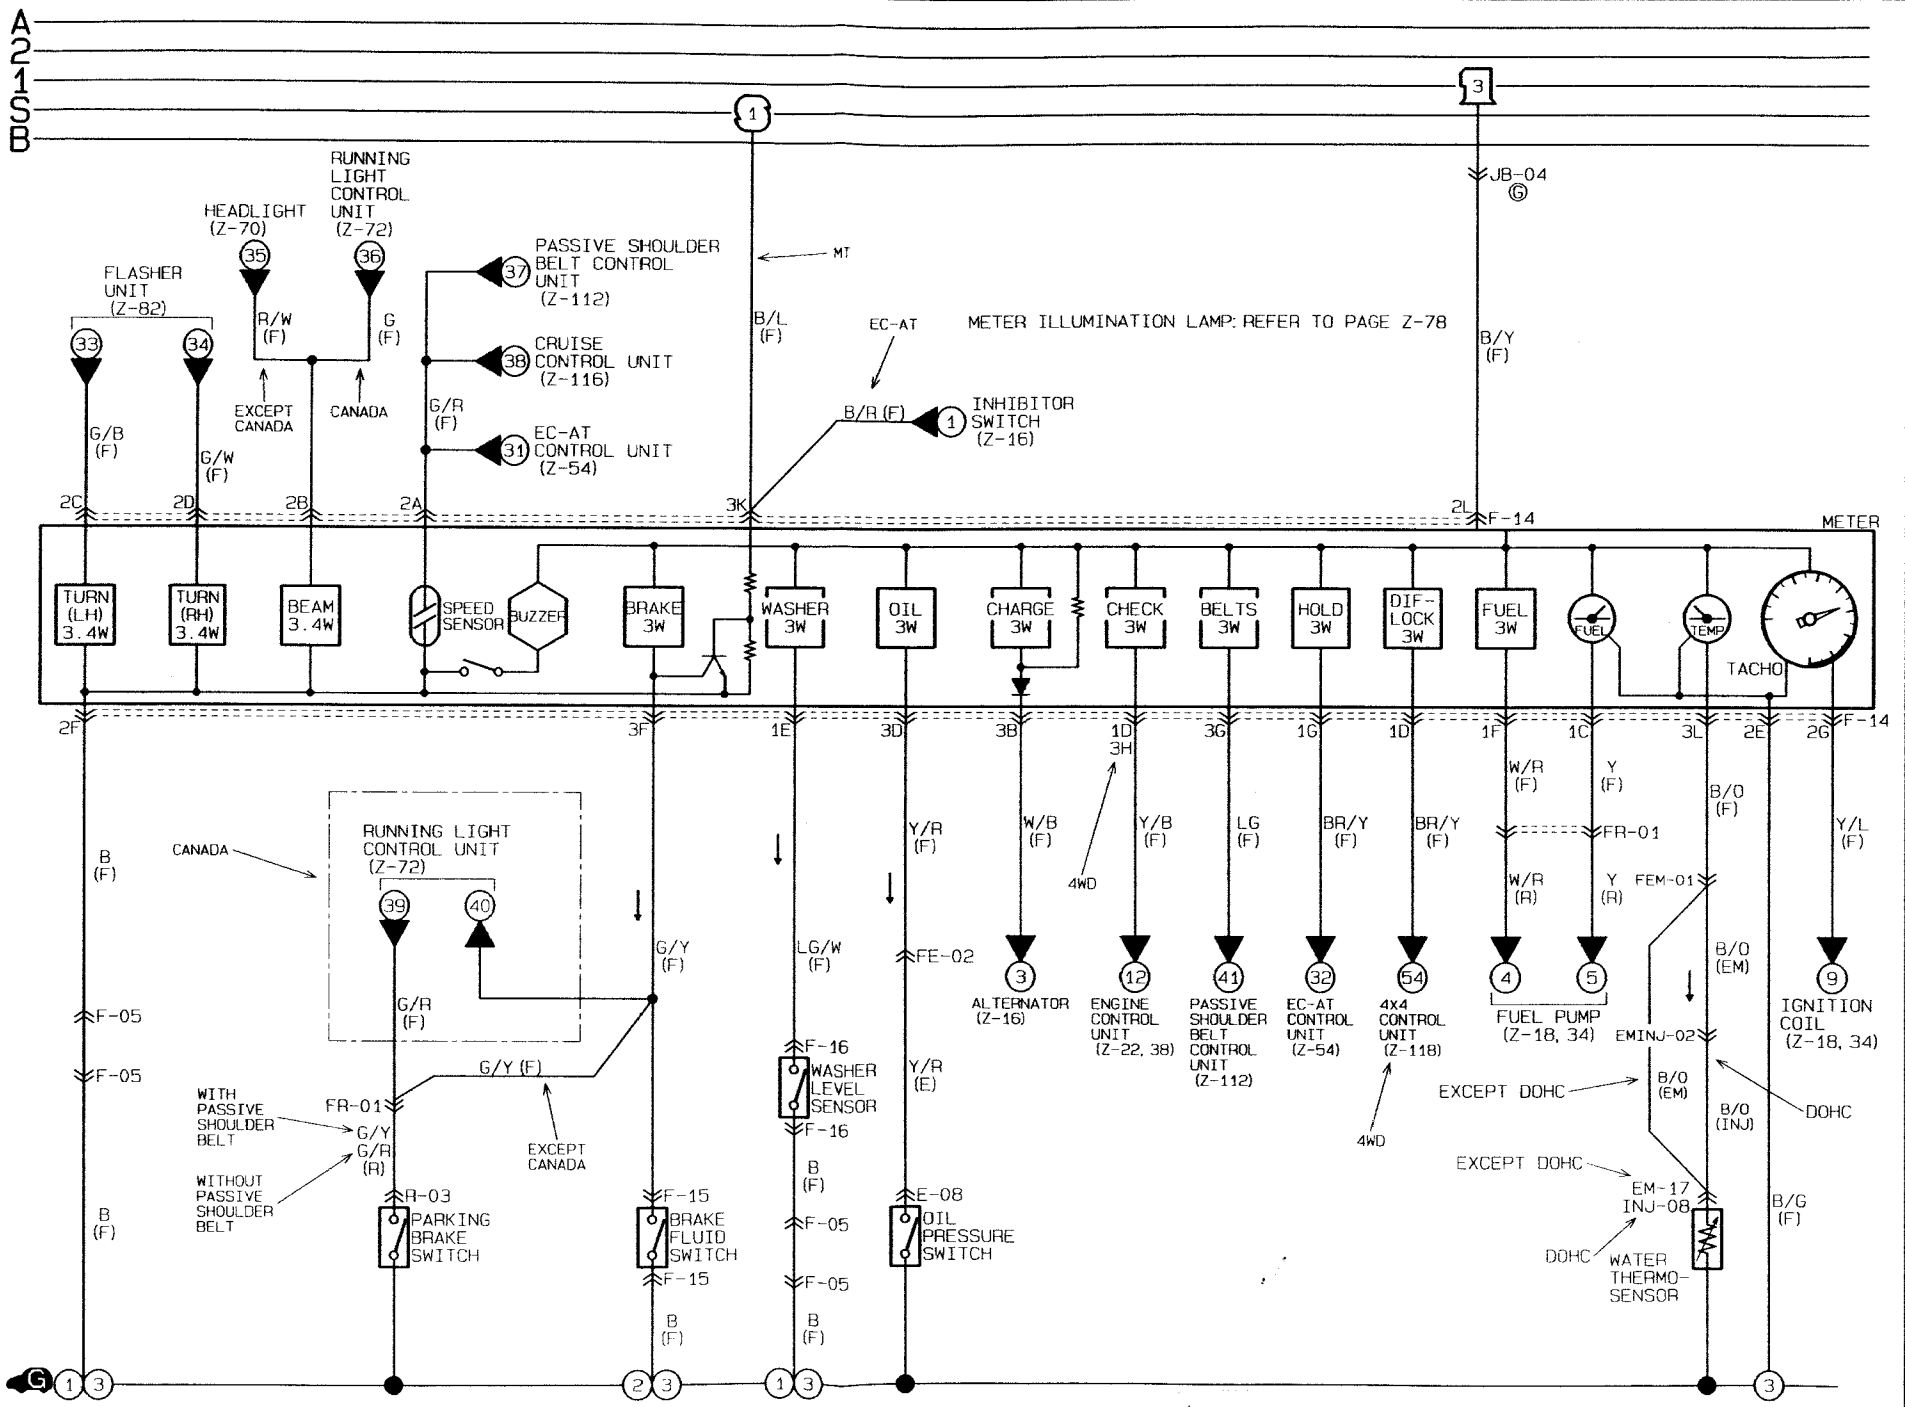 A
2
1
S
B
1
3
JB-04
G
RUNNING
LIGHT
CONTROL
UNIT
(Z-72)
36
HEADLIGHT
(Z-70)
35
FLASHER
UNIT
(Z-82)
33
34
R/W
(F)
G
(F)
EXCEPT
CANADA
CANADA
G/B
(F)
G/W
(F)
PASSIVE SHOULDER
BELT CONTROL
UNIT
(Z-112)
37
CRUISE
CONTROL UNIT
(Z-116)
38
G/R
(F)
EC-AT
CONTROL UNIT
(Z-54)
31
MT
B/L
(F)
EC-AT
METER ILLUMINATION LAMP: REFER TO PAGE Z-78
B/R (F)
1
INHIBITOR
SWITCH
(Z-16)
B/Y
(F)
2C
2D
2B
2A
3K
2L
F-14
METER
TURN
(LH)
3.4W
TURN
(RH)
3.4W
BEAM
3.4W
SPEED
SENSOR
BUZZER
BRAKE
3W
WASHER
3W
OIL
3W
CHARGE
3W
CHECK
3W
BELTS
3W
HOLD
3W
DIF-
LOCK
3W
FUEL
3W
FUEL
TEMP
TACHO
2F
3F
1E
3D
3B
1D
3H
3G
1G
1D
1F
1C
3L
2E
2G
F-14
B
(F)
CANADA
RUNNING LIGHT
CONTROL UNIT
(Z-72)
39
40
G/R
(F)
G/Y
(F)
LG/W
(F)
Y/R
(F)
FE-02
W/B
(F)
Y/B
(F)
4WD
LG
(F)
BR/Y
(F)
BR/Y
(F)
W/R
(F)
Y
(F)
FR-01
W/R
(R)
Y
(R)
B/O
(F)
FEM-01
B/O
(EM)
Y/L
(F)
3
ALTERNATOR
(Z-16)
12
ENGINE
CONTROL
UNIT
(Z-22, 38)
41
PASSIVE
SHOULDER
BELT
CONTROL
UNIT
(Z-112)
32
EC-AT
CONTROL
UNIT
(Z-54)
54
4x4
CONTROL
UNIT
(Z-118)
4WD
4
5
FUEL PUMP
(Z-18, 34)
9
IGNITION
COIL
(Z-18, 34)
EMINJ-02
EXCEPT DOHC
B/O
(EM)
B/O
(INJ)
DOHC
EXCEPT DOHC
EM-17
INJ-08
DOHC
WATER
THERMO-
SENSOR
B/G
(F)
F-05
F-05
B
(F)
WITH
PASSIVE
SHOULDER
BELT
WITHOUT
PASSIVE
SHOULDER
BELT
FR-01
G/Y
G/R
(R)
R-03
PARKING
BRAKE
SWITCH
G/Y (F)
EXCEPT
CANADA
F-15
BRAKE
FLUID
SWITCH
F-15
B
(F)
F-16
WASHER
LEVEL
SENSOR
F-16
B
(F)
F-05
F-05
B
(F)
Y/R
(E)
E-08
OIL
PRESSURE
SWITCH
G
1
3
2
3
1
3
3